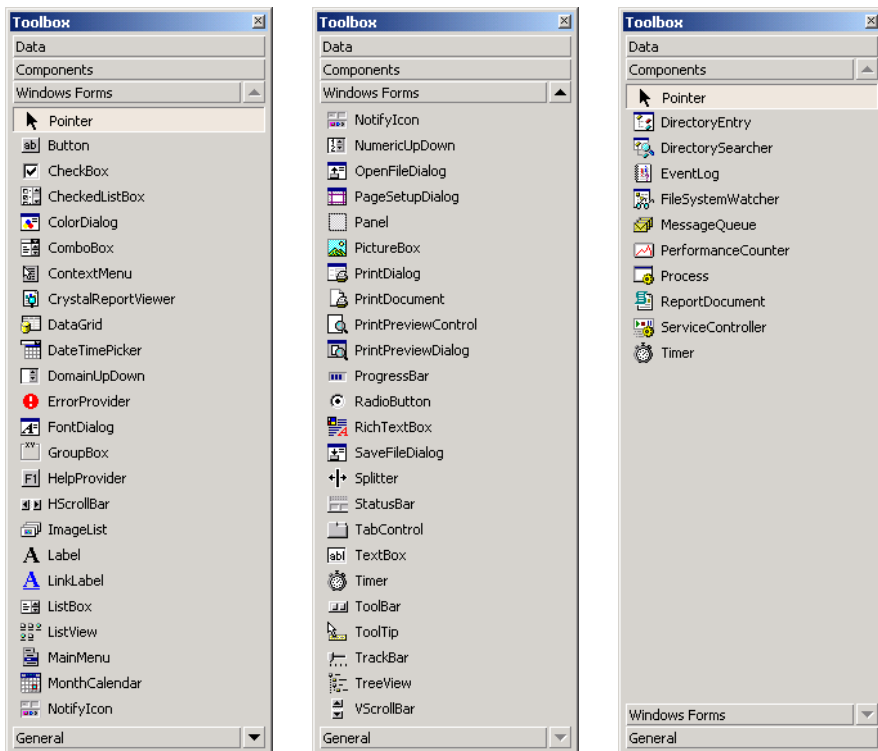 Toolbox
Data
Components
Windows Forms
Pointer
Button
CheckBox
CheckedListBox
ColorDialog
ComboBox
ContextMenu
CrystalReportViewer
DataGrid
DateTimePicker
DomainUpDown
ErrorProvider
FontDialog
GroupBox
HelpProvider
HScrollBar
ImageList
Label
LinkLabel
ListBox
ListView
MainMenu
MonthCalendar
NotifyIcon
General
Toolbox
Data
Components
Windows Forms
NotifyIcon
NumericUpDown
OpenFileDialog
PageSetupDialog
Panel
PictureBox
PrintDialog
PrintDocument
PrintPreviewControl
PrintPreviewDialog
ProgressBar
RadioButton
RichTextBox
SaveFileDialog
Splitter
StatusBar
TabControl
TextBox
Timer
ToolBar
ToolTip
TrackBar
TreeView
VScrollBar
General
Toolbox
Data
Components
Pointer
DirectoryEntry
DirectorySearcher
EventLog
FileSystemWatcher
MessageQueue
PerformanceCounter
Process
ReportDocument
ServiceController
Timer
Windows Forms
General